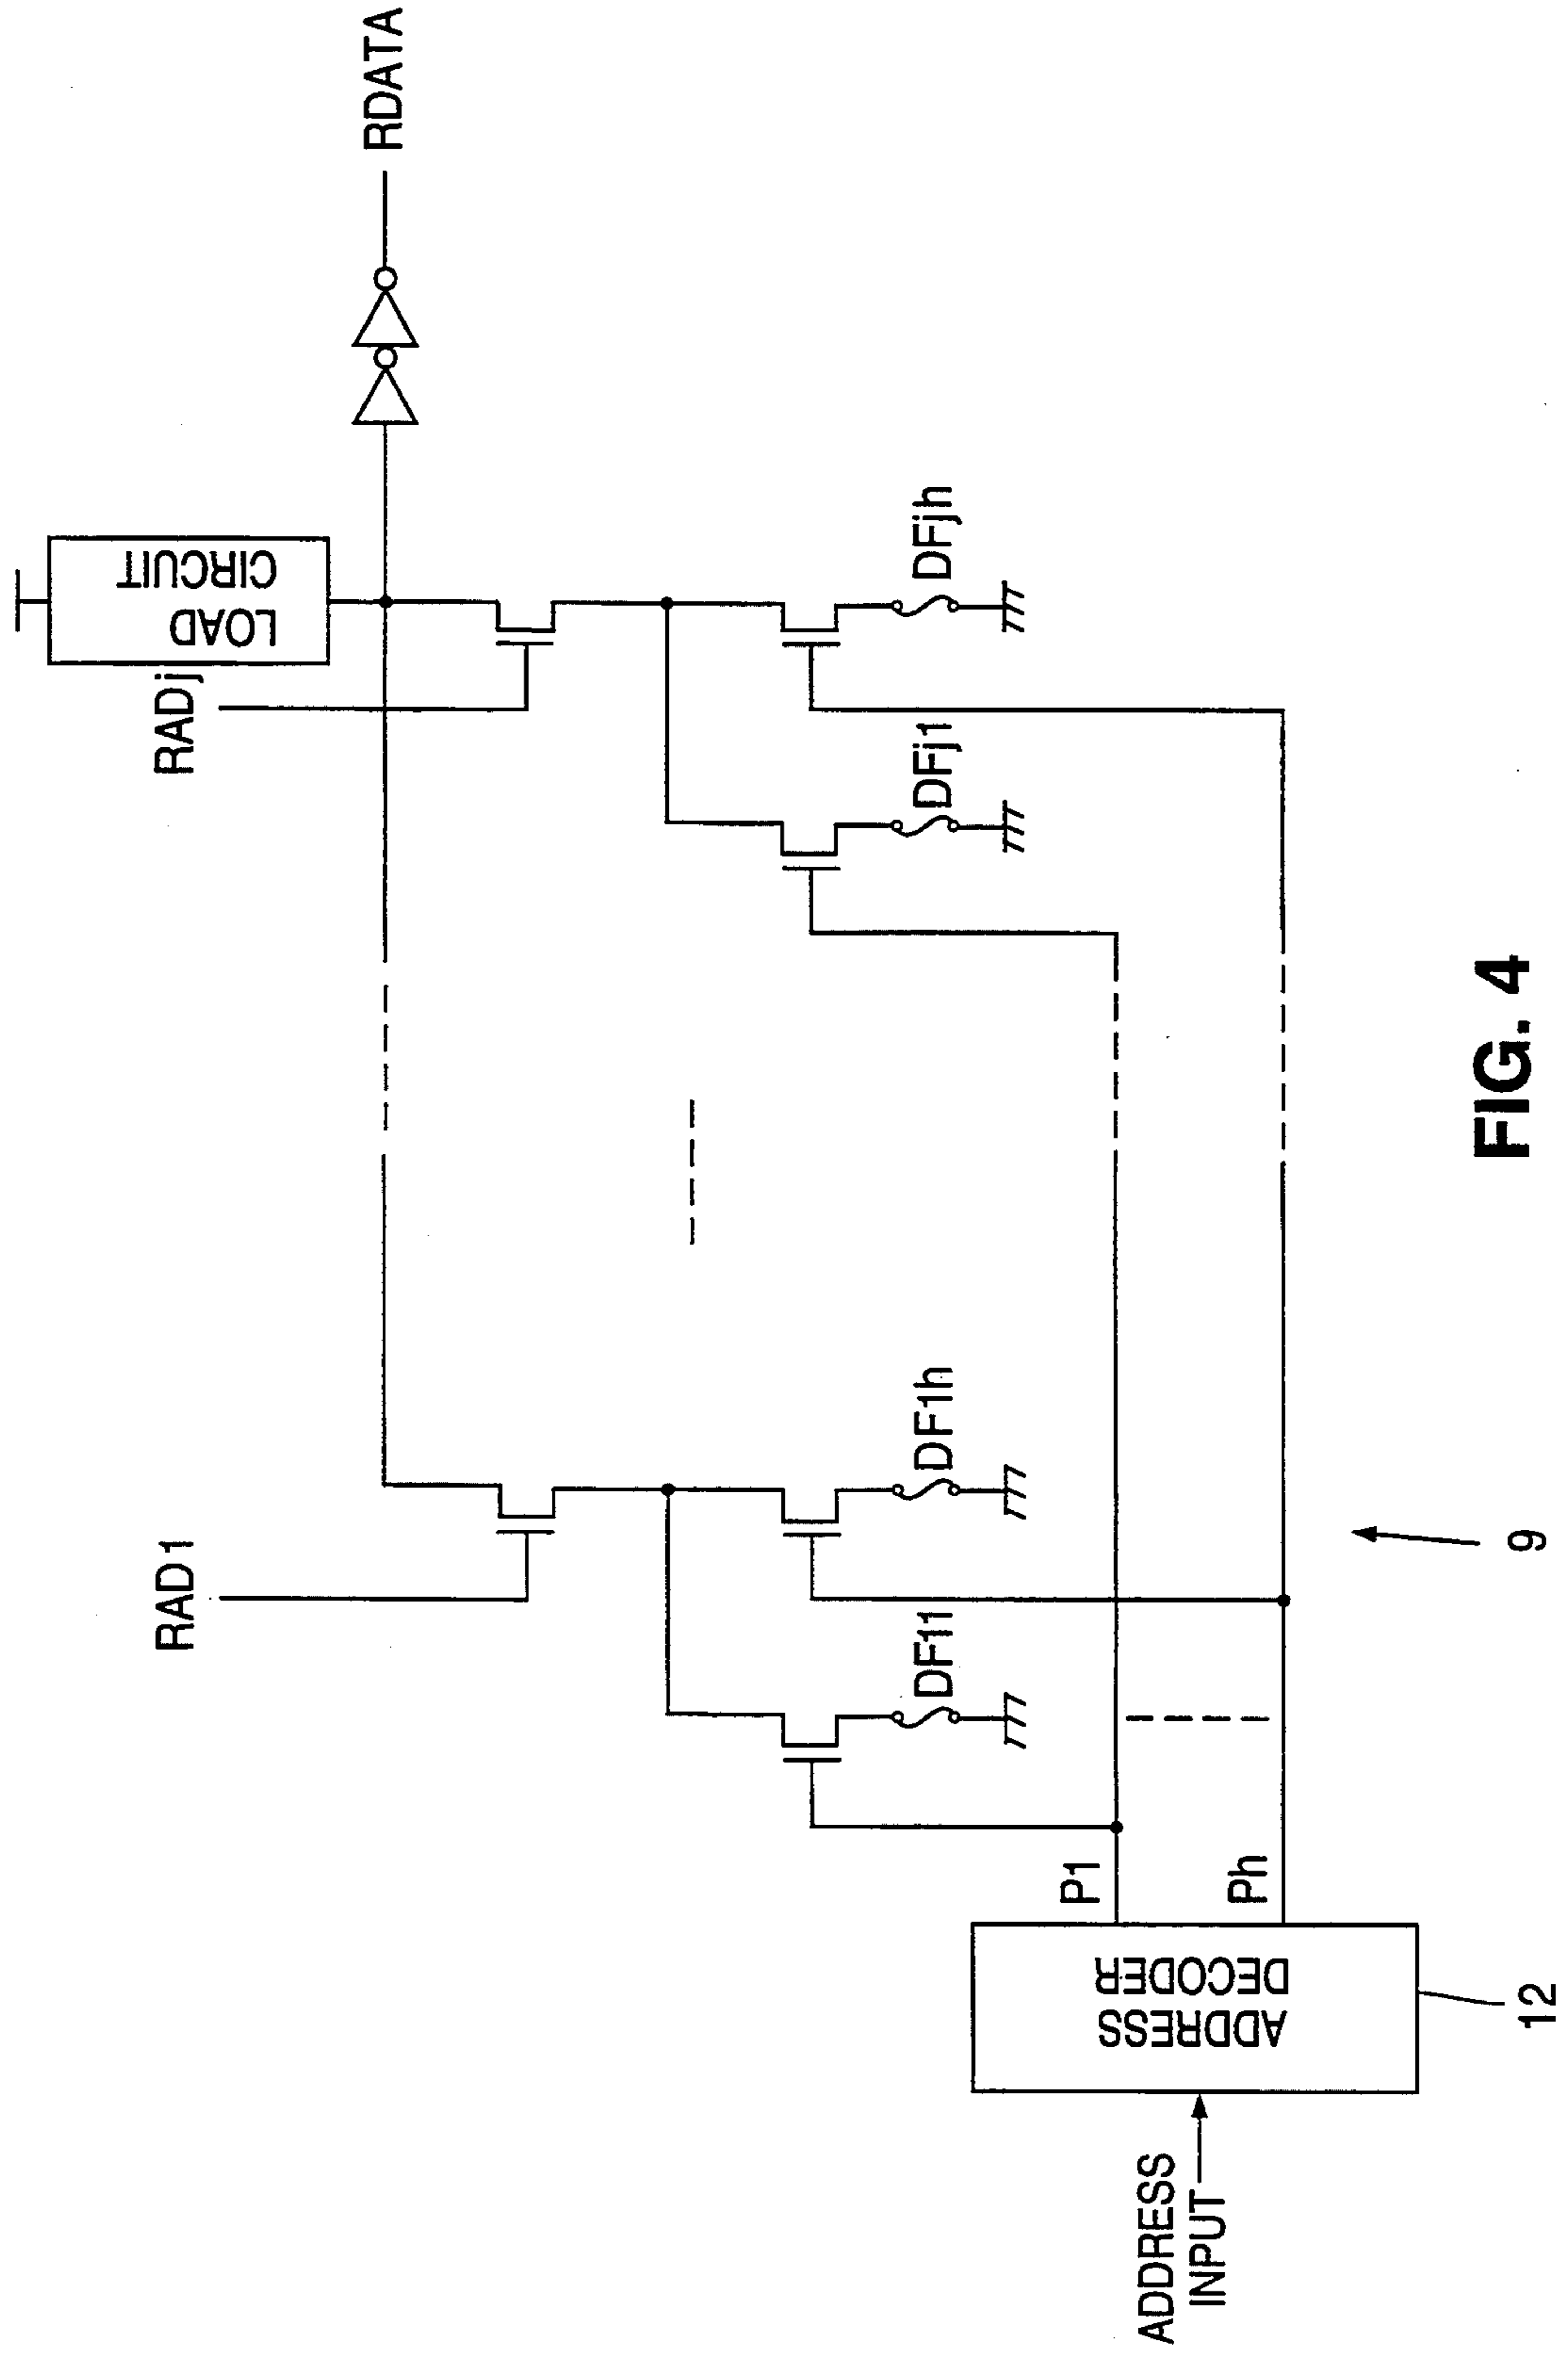 RADj
LOAD
CIRCUIT
RDATA
RAD1
DF11
DF1h
DFj1
DFjh
P1
Ph
ADDRESS
INPUT
ADDRESS
DECODER
12
9
FIG. 4